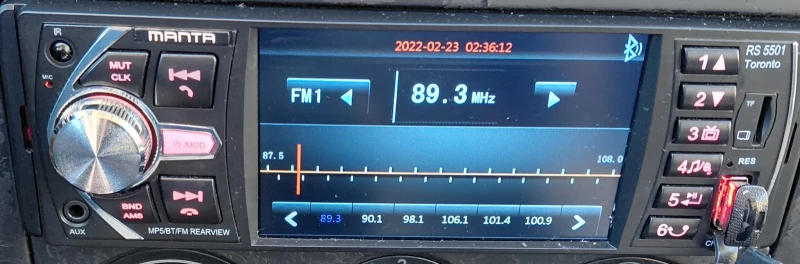 IR
MANTA
MIC
MUT
CLK
/MOD
BND
AMS
AUX
MP5/BT/FM REARVIEW
2022-02-23 02:36:12
FM1
89.3 MHz
87.5
108.0
89.3 90.1 98.1 106.1 101.4 100.9
RS 5501
Toronto
1
2
3
4
5
6
TF
RES